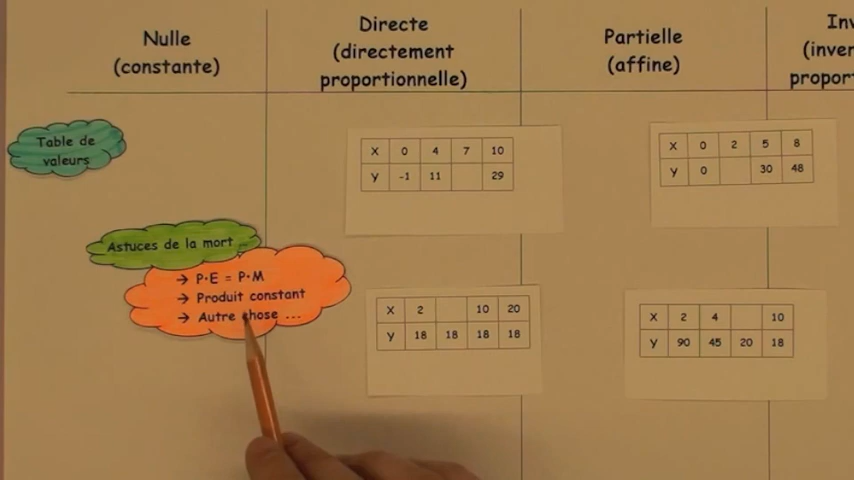 Nulle
(constante)
Directe
(directement
proportionnelle)
Partielle
(affine)
Inv
(inver
propor
Table de
valeurs
X 0 4 7 10
Y -1 11 29
X 0 2 5 8
Y 0 30 48
Astuces de la mort ...
→ P·E = P·M
→ Produit constant
→ Autre chose ...
X 2 10 20
Y 18 18 18 18
X 2 4 10
Y 90 45 20 18